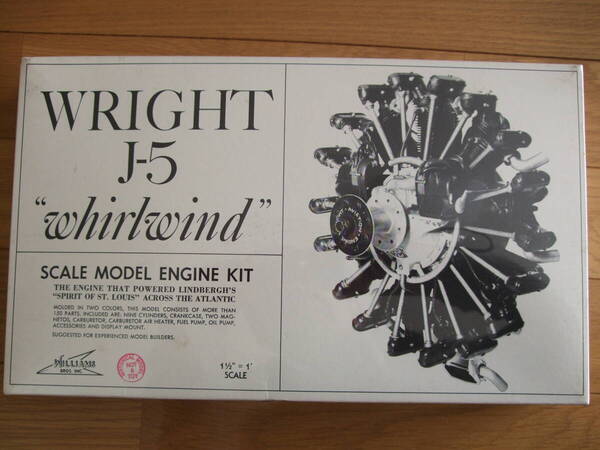 WRIGHT
J-5
"whirlwind"
SCALE MODEL ENGINE KIT
THE ENGINE THAT POWERED LINDBERGH'S
"SPIRIT OF ST. LOUIS" ACROSS THE ATLANTIC
MOLDED IN TWO COLORS, THIS MODEL CONSISTS OF MORE THAN
150 PARTS. INCLUDED ARE: NINE CYLINDERS, CRANKCASE, TWO MAG-
NETOS, CARBURETOR, CARBURETOR AIR HEATER, FUEL PUMP, OIL PUMP,
ACCESSORIES AND DISPLAY MOUNT.
SUGGESTED FOR EXPERIENCED MODEL BUILDERS.
WILLIAMS
BROS. INC.
NOT
A
TOY
1½" = 1'
SCALE